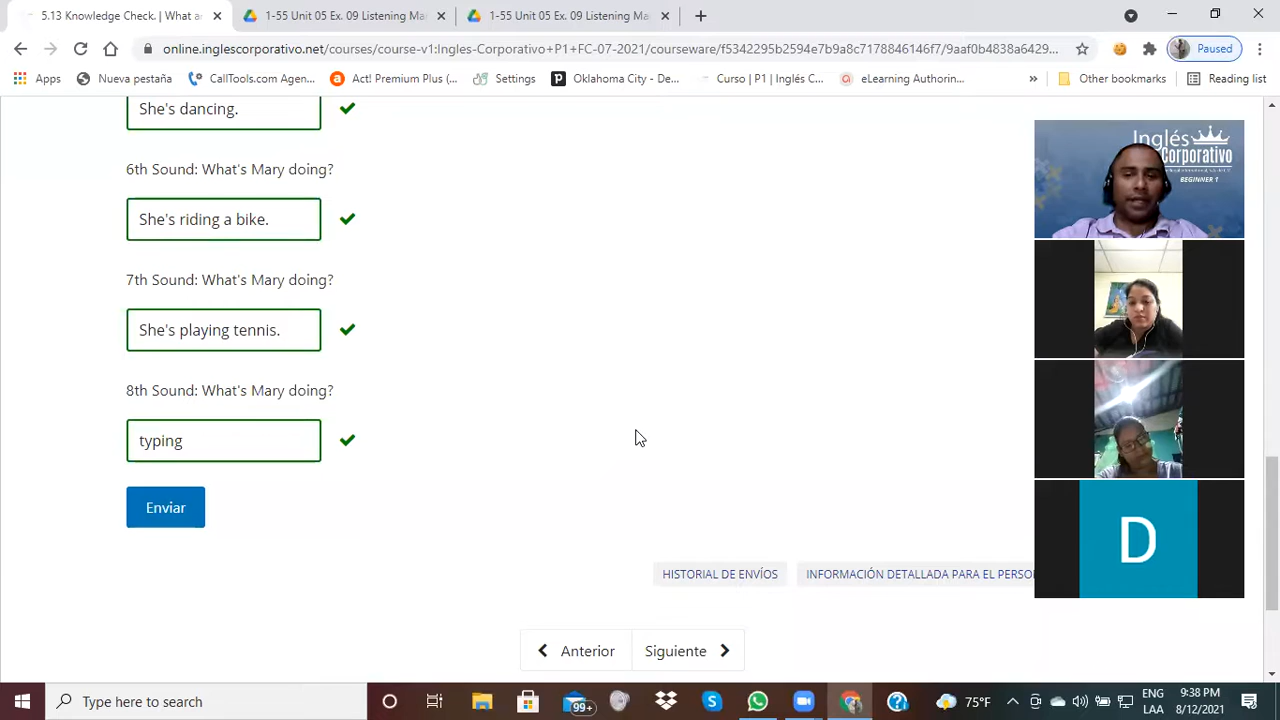 5.13 Knowledge Check. | What a
1-55 Unit 05 Ex. 09 Listening Ma
1-55 Unit 05 Ex. 09 Listening Ma
online.inglescorporativo.net/courses/course-v1:Ingles-Corporativo+P1+FC-07-2021/courseware/f5342295b2594e7b9a8c7178846146f7/9aaf0b4838a6429...
Paused
Apps
Nueva pestaña
CallTools.com Agen...
Act! Premium Plus (...
Settings
Oklahoma City - De...
Curso | P1 | Inglés C...
eLearning Authorin...
Other bookmarks
Reading list
She's dancing.
6th Sound: What's Mary doing?
She's riding a bike.
7th Sound: What's Mary doing?
She's playing tennis.
8th Sound: What's Mary doing?
typing
Enviar
HISTORIAL DE ENVÍOS
INFORMACIÓN DETALLADA PARA EL PERSO
Anterior
Siguiente
Inglés
Corporativo
BEGINNER 1
D
Type here to search
99+
75°F
ENG
LAA
9:38 PM
8/12/2021